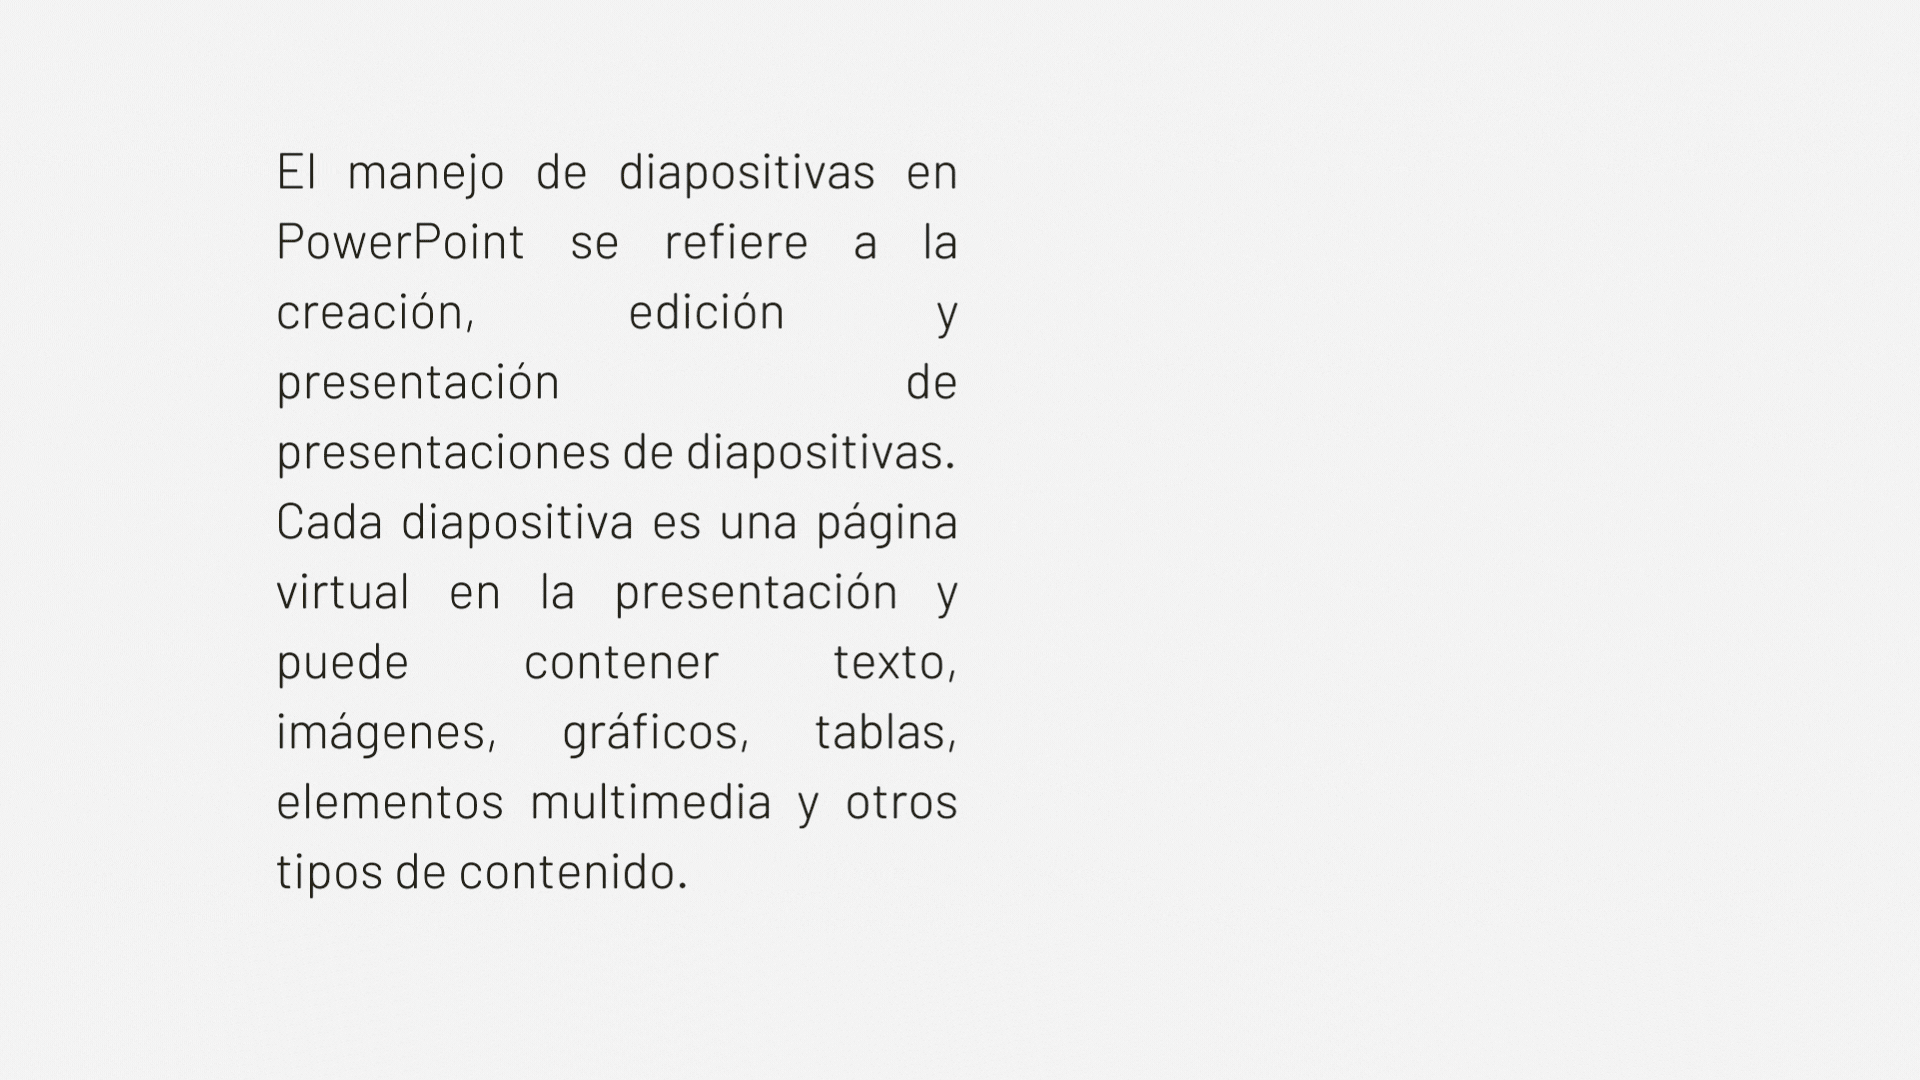 El manejo de diapositivas en
PowerPoint se refiere a la
creación, edición y
presentación de
presentaciones de diapositivas.
Cada diapositiva es una página
virtual en la presentación y
puede contener texto,
imágenes, gráficos, tablas,
elementos multimedia y otros
tipos de contenido.